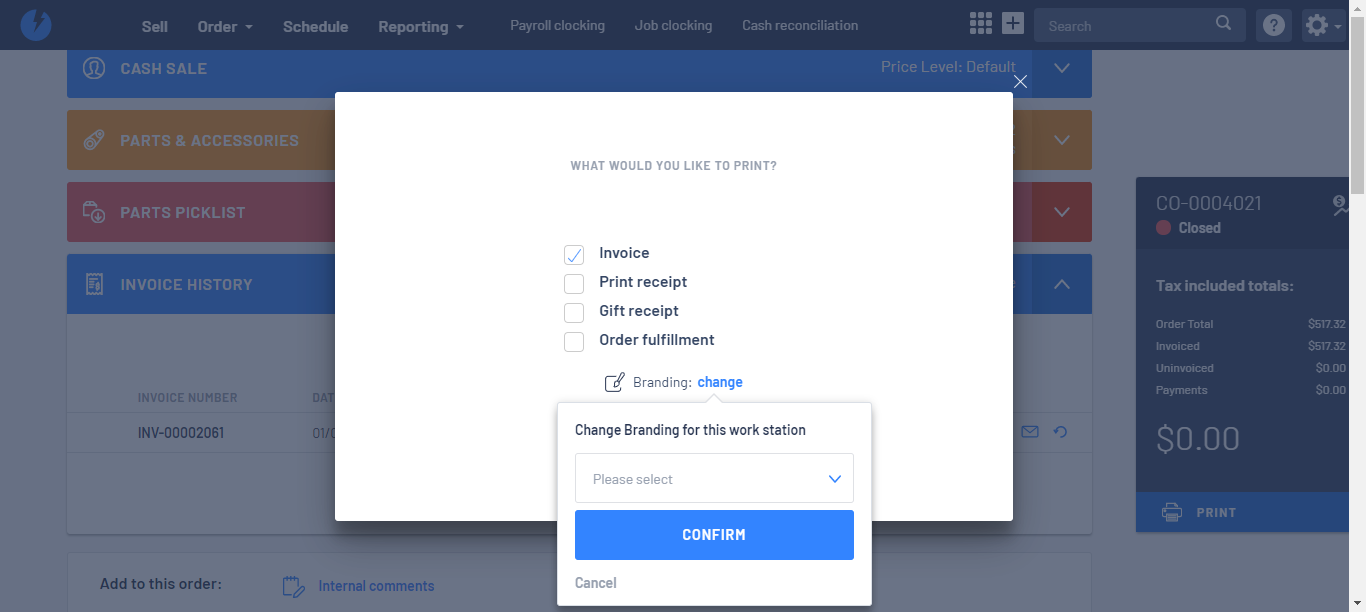 Sell Order Schedule Reporting Payroll clocking Job clocking Cash reconciliation Search
CASH SALE Price Level: Default
PARTS & ACCESSORIES
PARTS PICKLIST
INVOICE HISTORY
INVOICE NUMBER DAT
INV-00002061 01/0
Add to this order: Internal comments
WHAT WOULD YOU LIKE TO PRINT?
Invoice
Print receipt
Gift receipt
Order fulfillment
Branding: change
Change Branding for this work station
Please select
CONFIRM
Cancel
CO-0004021
Closed
Tax included totals:
Order Total $517.32
Invoiced $517.32
Uninvoiced $0.00
Payments $0.00
$0.00
PRINT